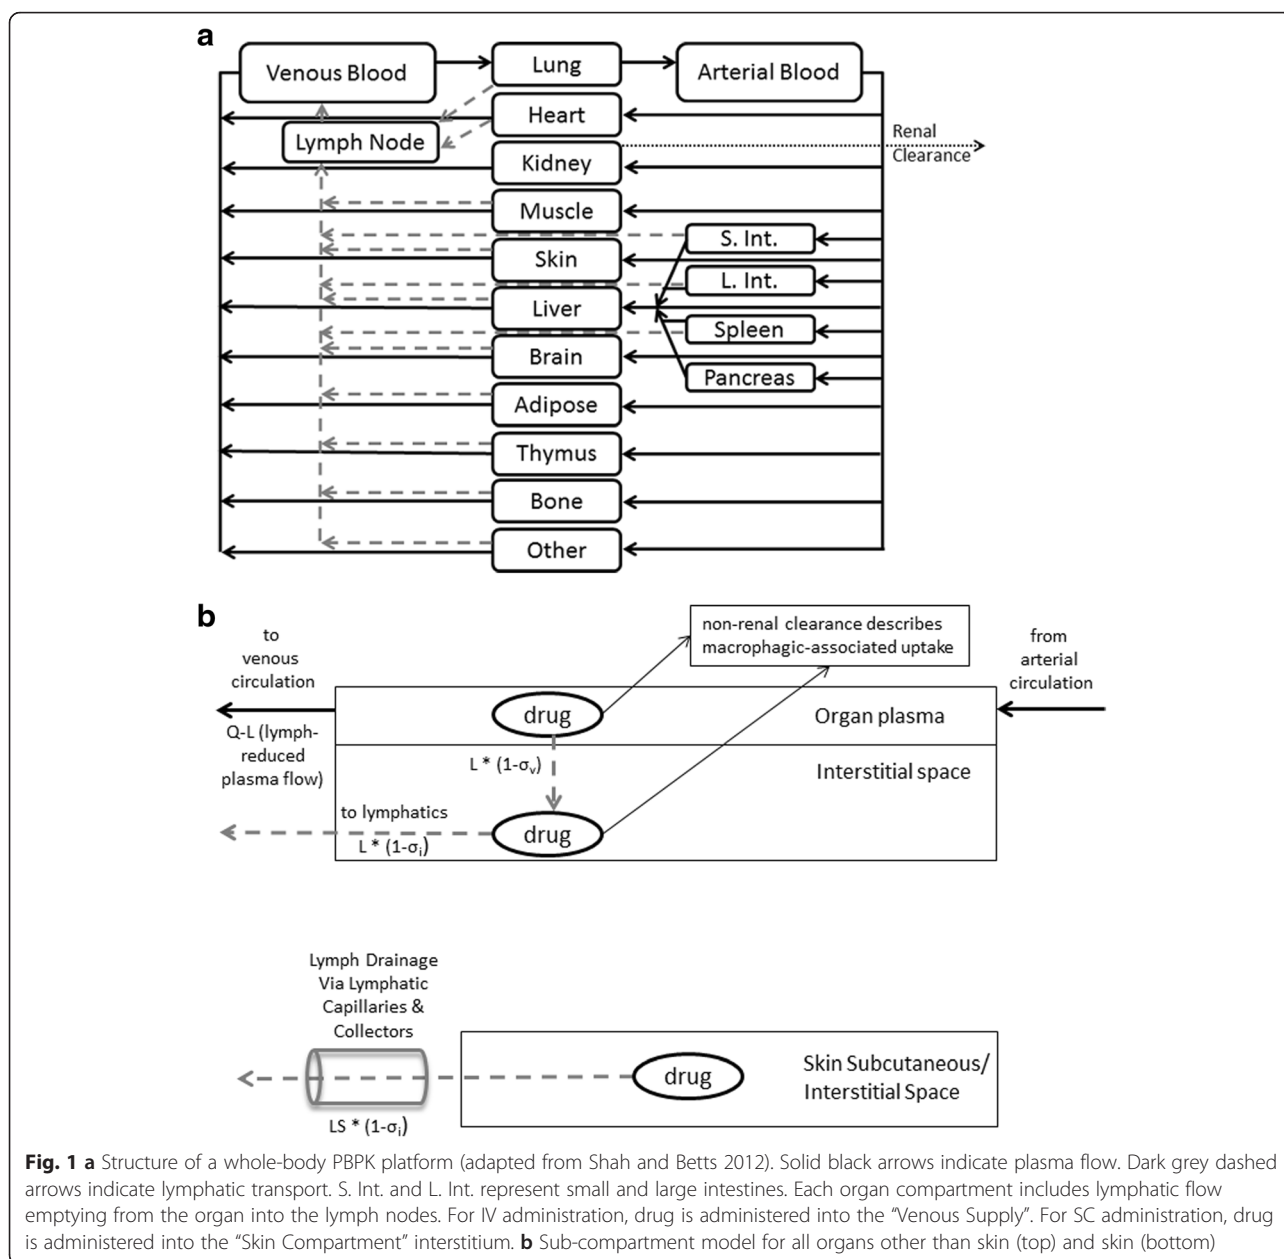 a
Venous Blood
Lung
Arterial Blood
Heart
Lymph Node
Renal
Clearance
Kidney
Muscle
S. Int.
Skin
L. Int.
Liver
Spleen
Brain
Pancreas
Adipose
Thymus
Bone
Other
b
to
venous
circulation
non-renal clearance describes
macrophagic-associated uptake
from
arterial
circulation
drug
Organ plasma
Q-L (lymph-
reduced
plasma flow)
L * (1-σv)
Interstitial space
to lymphatics
drug
L * (1-σi)
Lymph Drainage
Via Lymphatic
Capillaries &
Collectors
drug
Skin Subcutaneous/
Interstitial Space
LS * (1-σi)
Fig. 1 a Structure of a whole-body PBPK platform (adapted from Shah and Betts 2012). Solid black arrows indicate plasma flow. Dark grey dashed
arrows indicate lymphatic transport. S. Int. and L. Int. represent small and large intestines. Each organ compartment includes lymphatic flow
emptying from the organ into the lymph nodes. For IV administration, drug is administered into the “Venous Supply”. For SC administration, drug
is administered into the “Skin Compartment” interstitium. b Sub-compartment model for all organs other than skin (top) and skin (bottom)